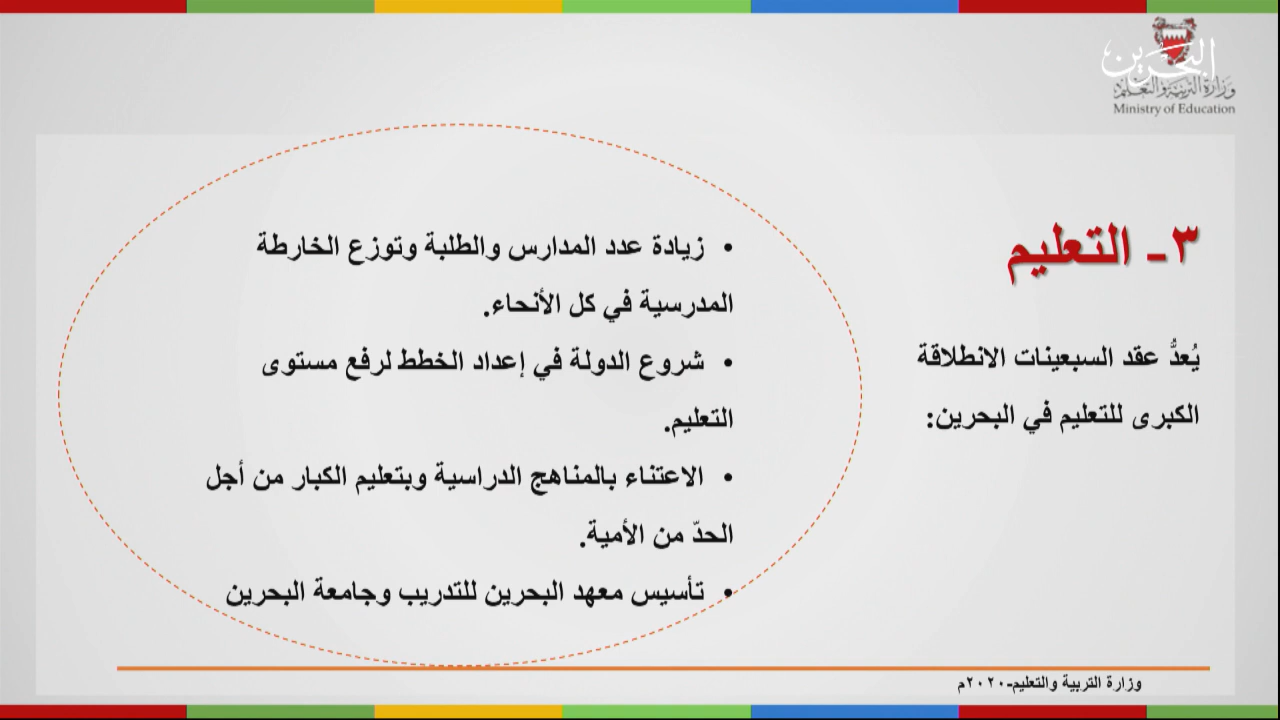 البحرين
وزارة التربية والتعليم
Ministry of Education
٣- التعليم
يُعدُّ عقد السبعينات الانطلاقة
الكبرى للتعليم في البحرين:
• زيادة عدد المدارس والطلبة وتوزع الخارطة
المدرسية في كل الأنحاء.
• شروع الدولة في إعداد الخطط لرفع مستوى
التعليم.
• الاعتناء بالمناهج الدراسية وبتعليم الكبار من أجل
الحدّ من الأمية.
• تأسيس معهد البحرين للتدريب وجامعة البحرين
وزارة التربية والتعليم-٢٠٢٠م